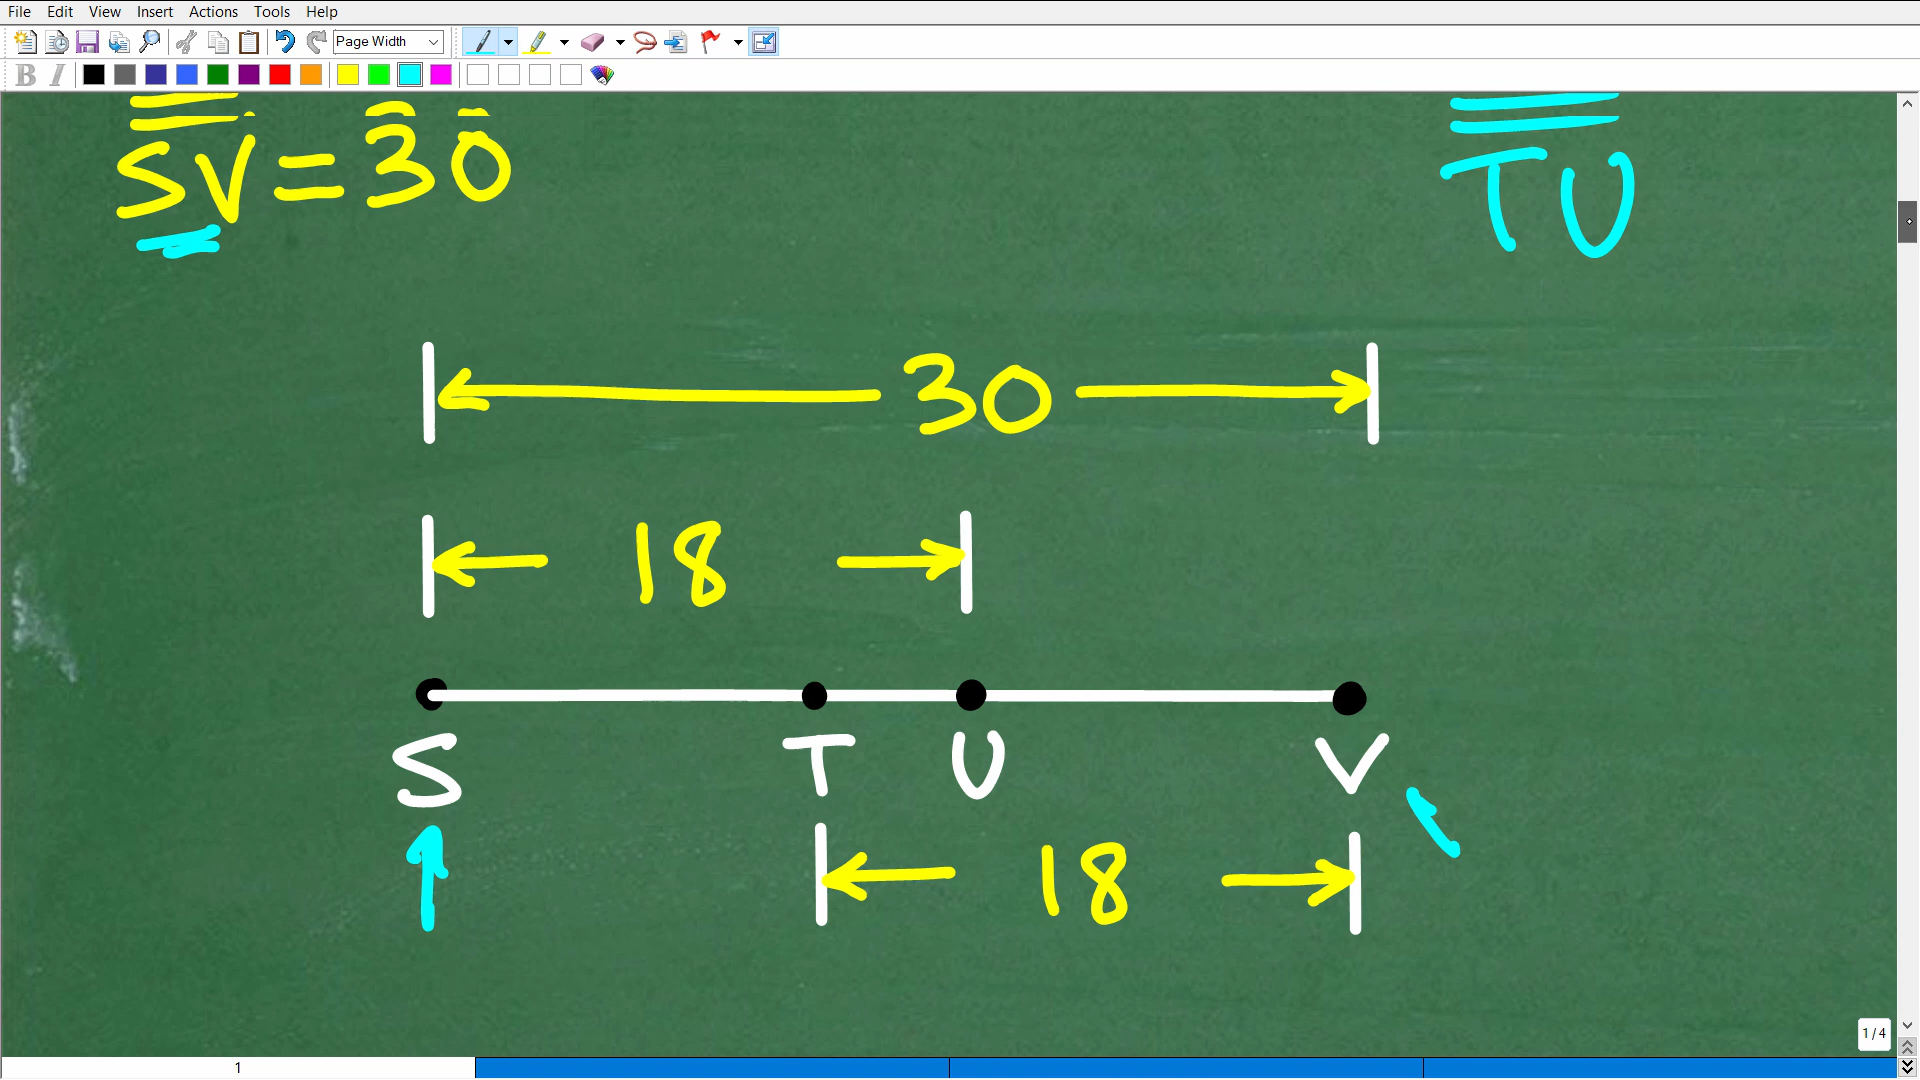 File Edit View Insert Actions Tools Help
Page Width
B I
SV = 30
TU
30
18
S T U V
18
1 / 4
1